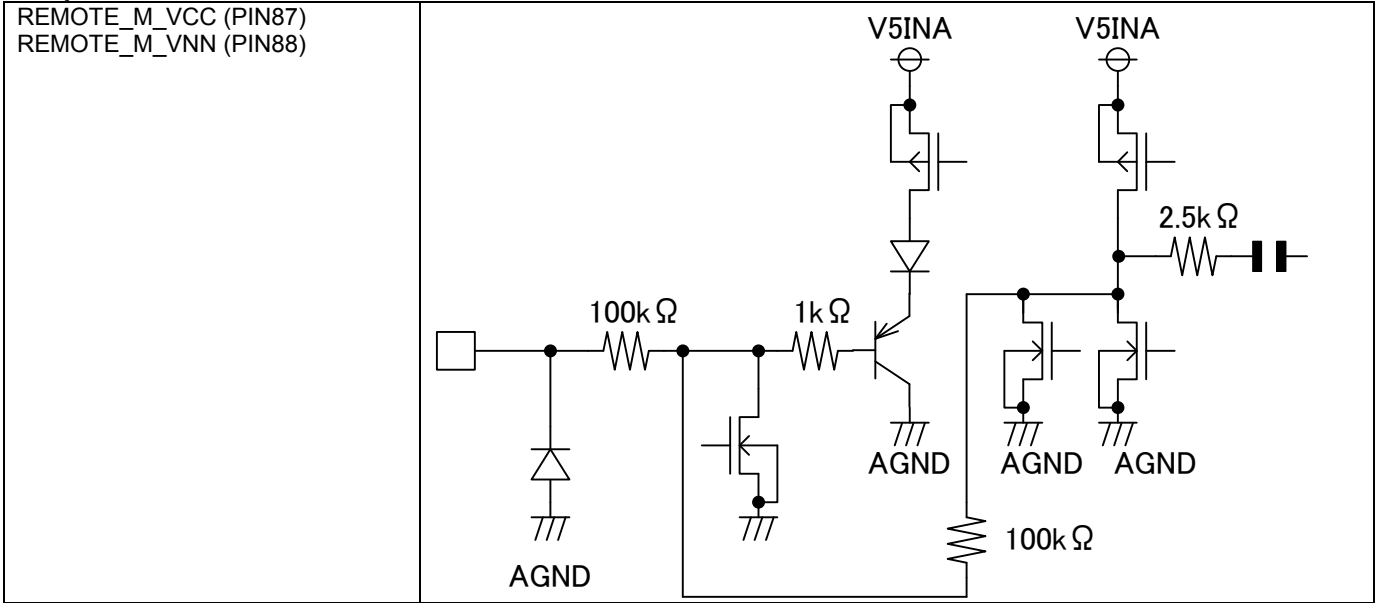 REMOTE_M_VCC (PIN87)
REMOTE_M_VNN (PIN88)
V5INA
V5INA
2.5kΩ
100kΩ
1kΩ
AGND
AGND
AGND
100kΩ
AGND